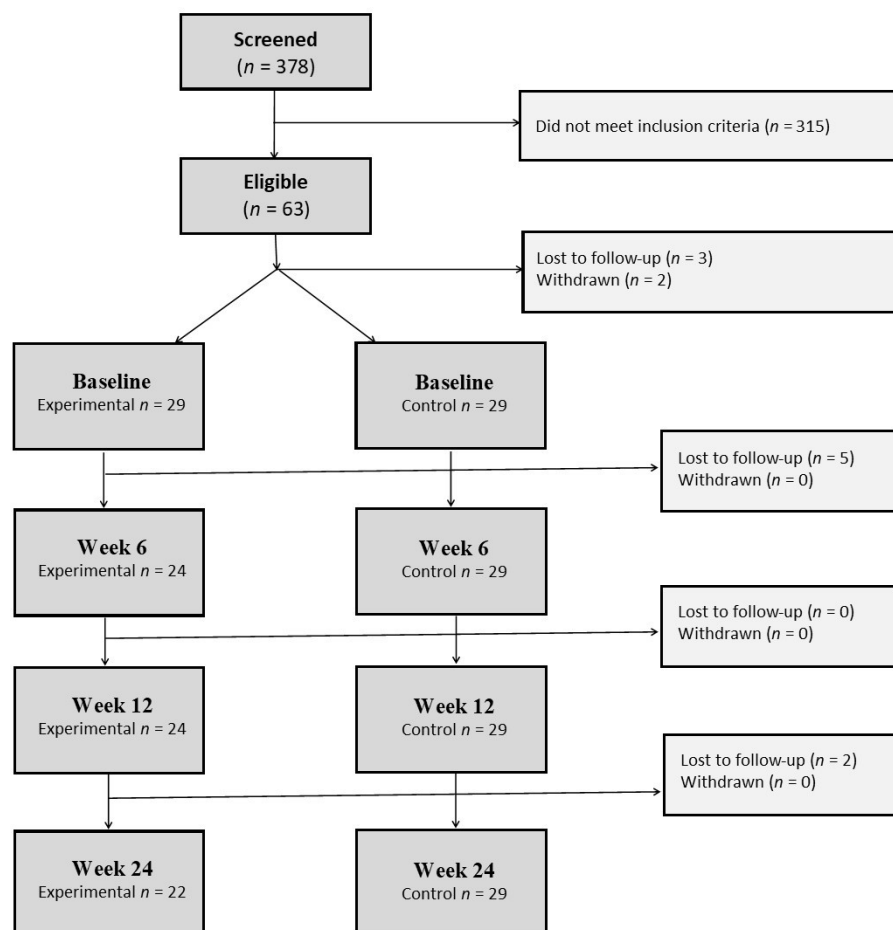 Screened
(n = 378)
Did not meet inclusion criteria (n = 315)
Eligible
(n = 63)
Lost to follow-up (n = 3)
Withdrawn (n = 2)
Baseline
Experimental n = 29
Baseline
Control n = 29
Lost to follow-up (n = 5)
Withdrawn (n = 0)
Week 6
Experimental n = 24
Week 6
Control n = 29
Lost to follow-up (n = 0)
Withdrawn (n = 0)
Week 12
Experimental n = 24
Week 12
Control n = 29
Lost to follow-up (n = 2)
Withdrawn (n = 0)
Week 24
Experimental n = 22
Week 24
Control n = 29